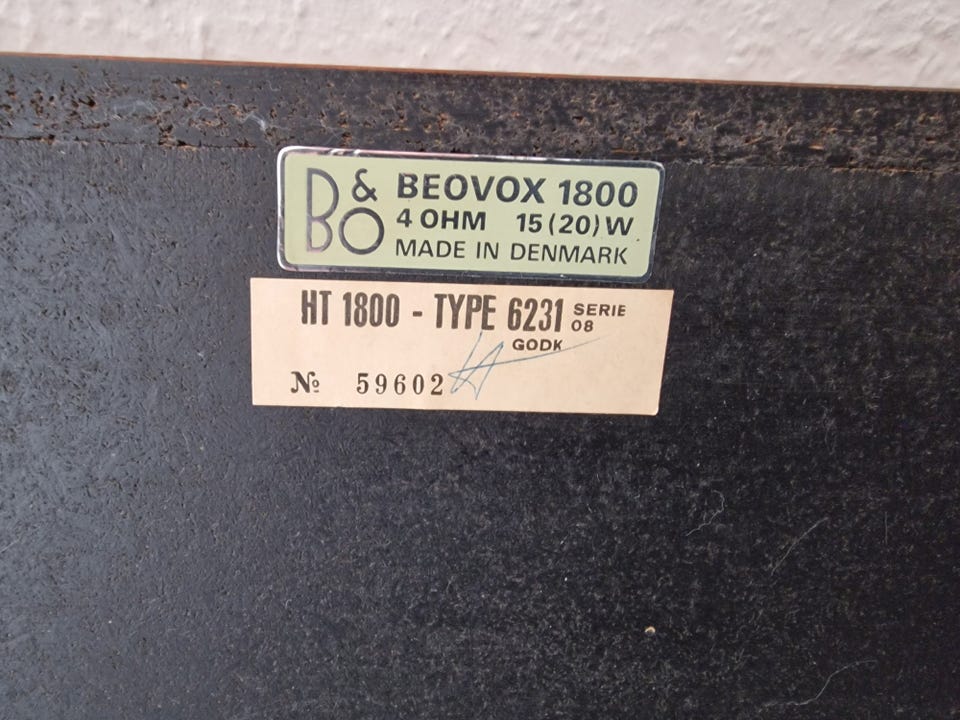 B&O
BEOVOX 1800
4 OHM 15 (20) W
MADE IN DENMARK
HT 1800 - TYPE 6231 SERIE 08
GODK
№ 59602